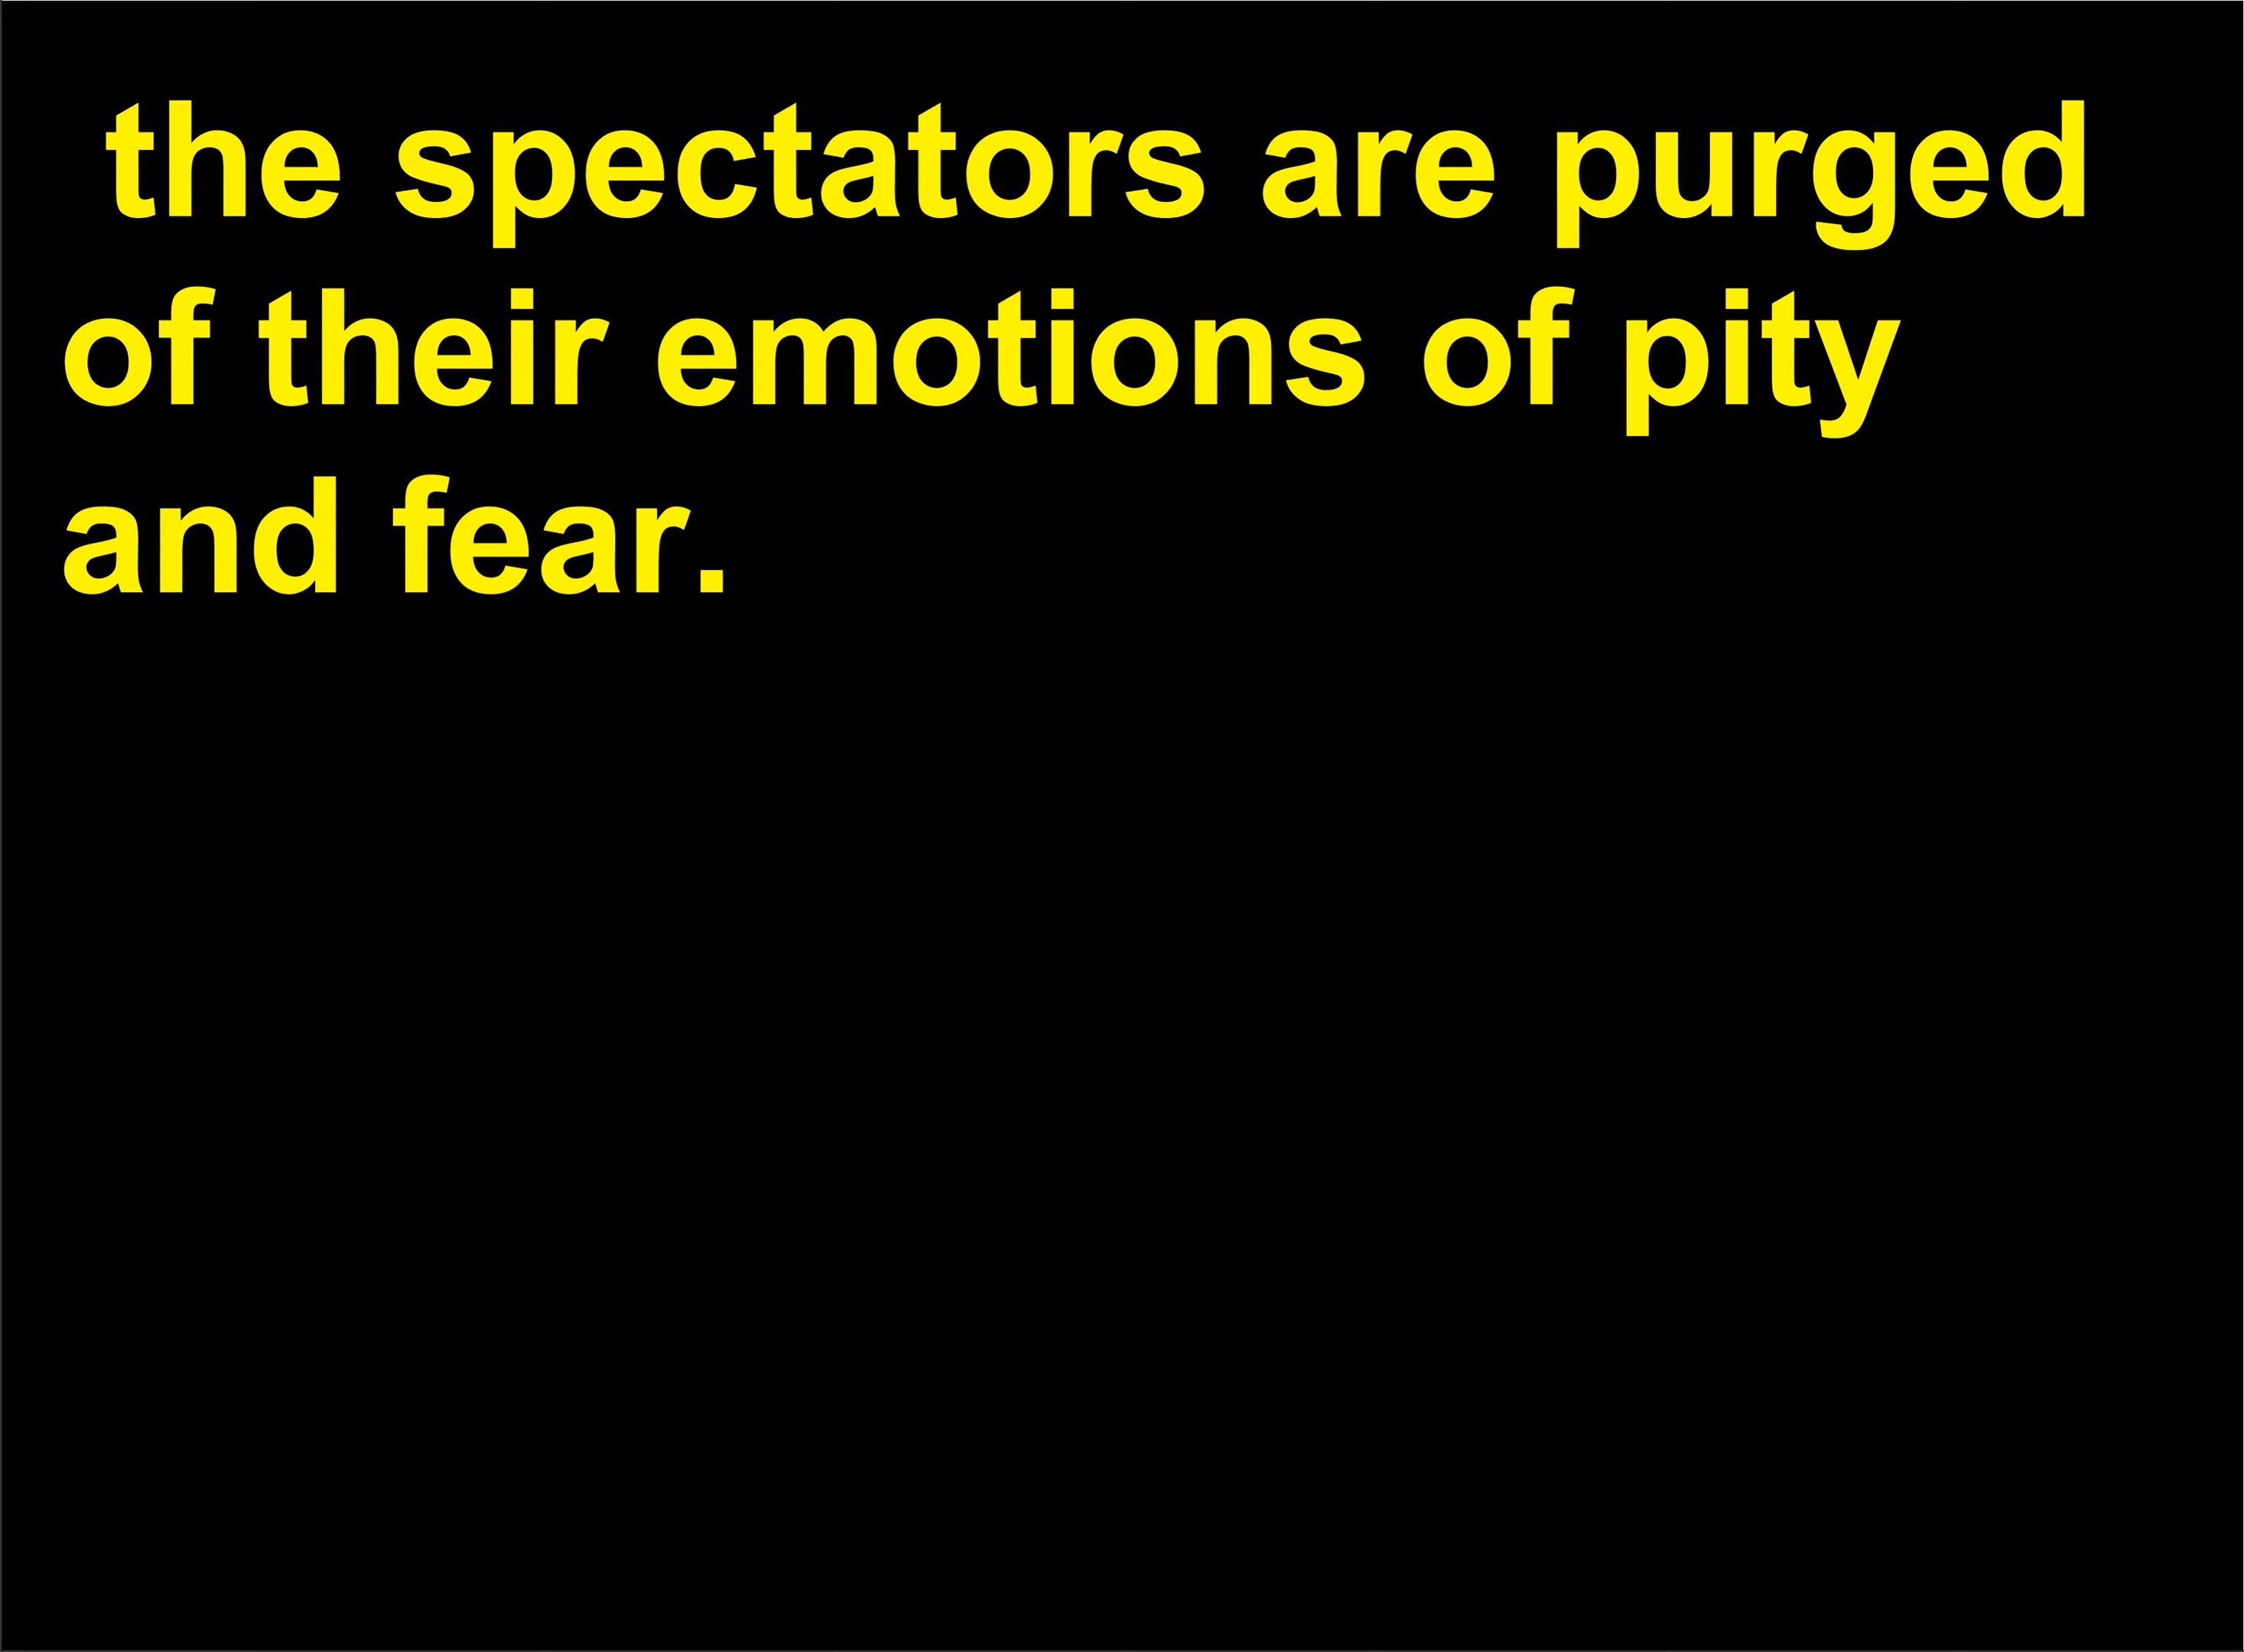 the spectators are purged
of their emotions of pity
and fear.